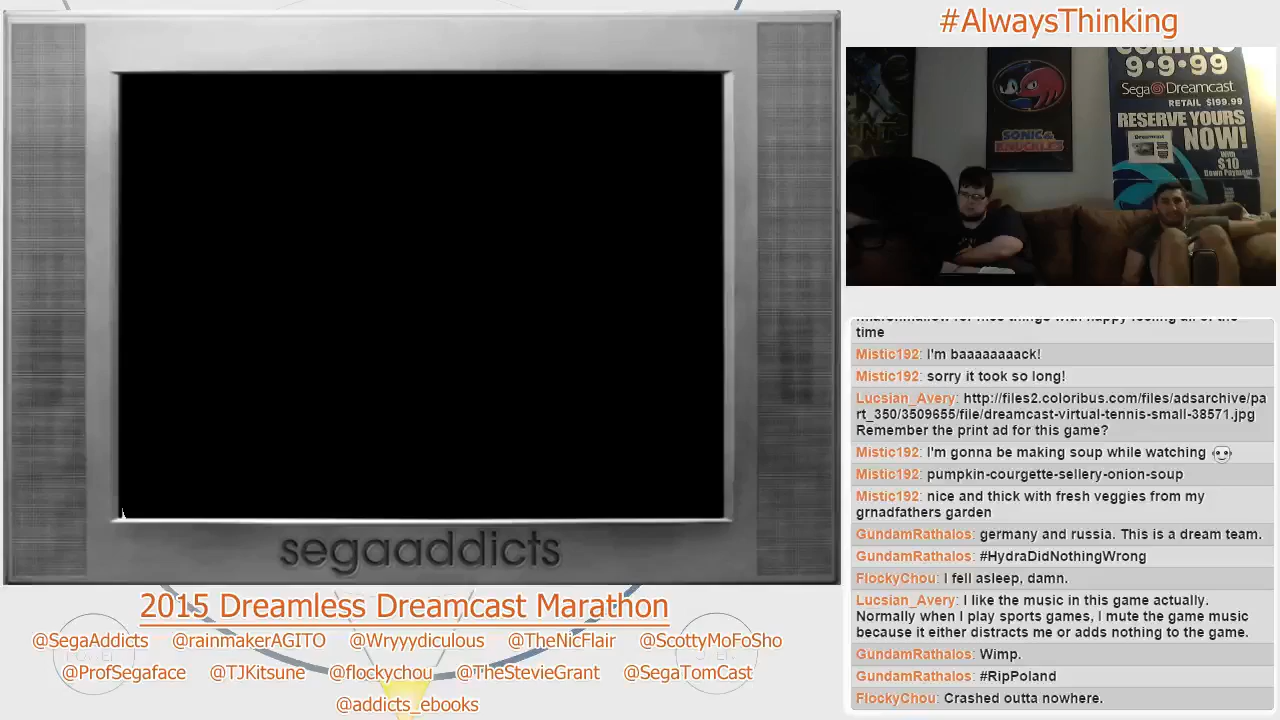 #AlwaysThinking
COMING
9·9·99
Sega Dreamcast
RETAIL $199.99
RESERVE YOURS
NOW!
With
$10
Down Payment
SONIC &
KNUCKLES
time
Mistic192: I'm baaaaaaaack!
Mistic192: sorry it took so long!
Lucsian_Avery: http://files2.coloribus.com/files/adsarchive/pa
rt_350/3509655/file/dreamcast-virtual-tennis-small-38571.jpg
Remember the print ad for this game?
Mistic192: I'm gonna be making soup while watching
Mistic192: pumpkin-courgette-sellery-onion-soup
Mistic192: nice and thick with fresh veggies from my
grnadfathers garden
GundamRathalos: germany and russia. This is a dream team.
GundamRathalos: #HydraDidNothingWrong
FlockyChou: I fell asleep, damn.
Lucsian_Avery: I like the music in this game actually.
Normally when I play sports games, I mute the game music
because it either distracts me or adds nothing to the game.
GundamRathalos: Wimp.
GundamRathalos: #RipPoland
FlockyChou: Crashed outta nowhere.
segaaddicts
2015 Dreamless Dreamcast Marathon
@SegaAddicts @rainmakerAGITO @Wryyydiculous @TheNicFlair @ScottyMoFoSho
@ProfSegaface @TJKitsune @flockychou @TheStevieGrant @SegaTomCast
@addicts_ebooks